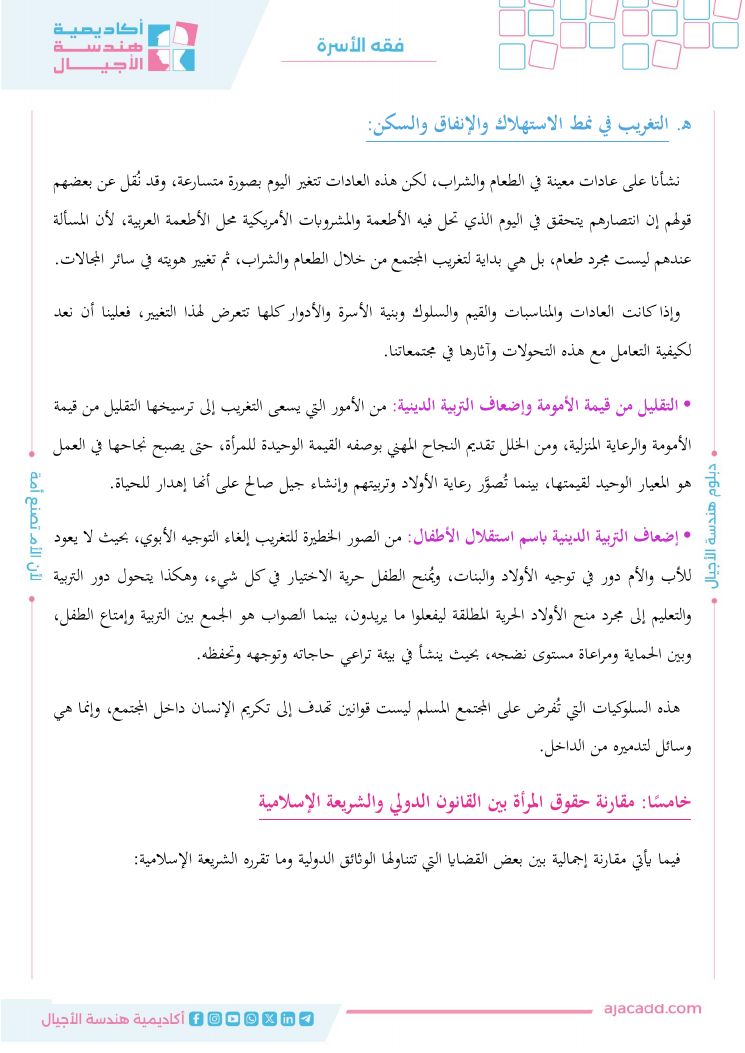 أكاديمية
هندسة
الأجيال
فقه الأسرة
هـ. التغريب في نمط الاستهلاك والإنفاق والسكن:
نشأنا على عادات معينة في الطعام والشراب، لكن هذه العادات تتغير اليوم بصورة متسارعة، وقد نُقل عن بعضهم
قولهم إن انتصارهم يتحقق في اليوم الذي تحل فيه الأطعمة والمشروبات الأمريكية محل الأطعمة العربية، لأن المسألة
عندهم ليست مجرد طعام، بل هي بداية لتغريب المجتمع من خلال الطعام والشراب، ثم تغيير هويته في سائر المجالات.
وإذا كانت العادات والمناسبات والقيم والسلوك وبنية الأسرة والأدوار كلها تتعرض لهذا التغيير، فعلينا أن نعد
لكيفية التعامل مع هذه التحولات وآثارها في مجتمعاتنا.
• التقليل من قيمة الأمومة وإضعاف التربية الدينية: من الأمور التي يسعى التغريب إلى ترسيخها التقليل من قيمة
الأمومة والرعاية المنزلية، ومن الخلل تقديم النجاح المهني بوصفه القيمة الوحيدة للمرأة، حتى يصبح نجاحها في العمل
هو المعيار الوحيد لقيمتها، بينما تُصوَّر رعاية الأولاد وتربيتهم وإنشاء جيل صالح على أنها إهدار للحياة.
• إضعاف التربية الدينية باسم استقلال الأطفال: من الصور الخطيرة للتغريب إلغاء التوجيه الأبوي، بحيث لا يعود
للأب والأم دور في توجيه الأولاد والبنات، ويُمنح الطفل حرية الاختيار في كل شيء، وهكذا يتحول دور التربية
والتعليم إلى مجرد منح الأولاد الحرية المطلقة ليفعلوا ما يريدون، بينما الصواب هو الجمع بين التربية وإمتاع الطفل،
وبين الحماية ومراعاة مستوى نضجه، بحيث ينشأ في بيئة تراعي حاجاته وتوجهه وتحفظه.
هذه السلوكيات التي تُفرض على المجتمع المسلم ليست قوانين تهدف إلى تكريم الإنسان داخل المجتمع، وإنما هي
وسائل لتدميره من الداخل.
خامسًا: مقارنة حقوق المرأة بين القانون الدولي والشريعة الإسلامية
فيما يأتي مقارنة إجمالية بين بعض القضايا التي تتناولها الوثائق الدولية وما تقرره الشريعة الإسلامية:
دبلوم هندسة الأجيال
لأن الأم تصنع أمة
ajacadd.com
أكاديمية هندسة الأجيال